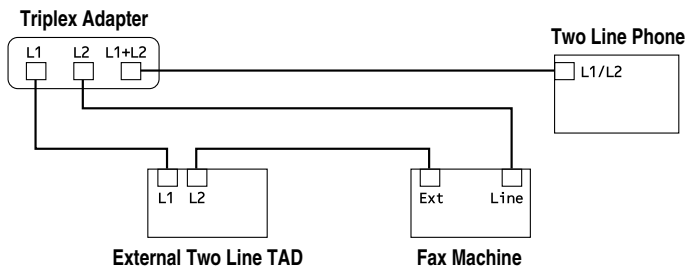 Triplex Adapter
L1 L2 L1+L2
Two Line Phone
L1/L2
L1 L2
Ext Line
External Two Line TAD
Fax Machine